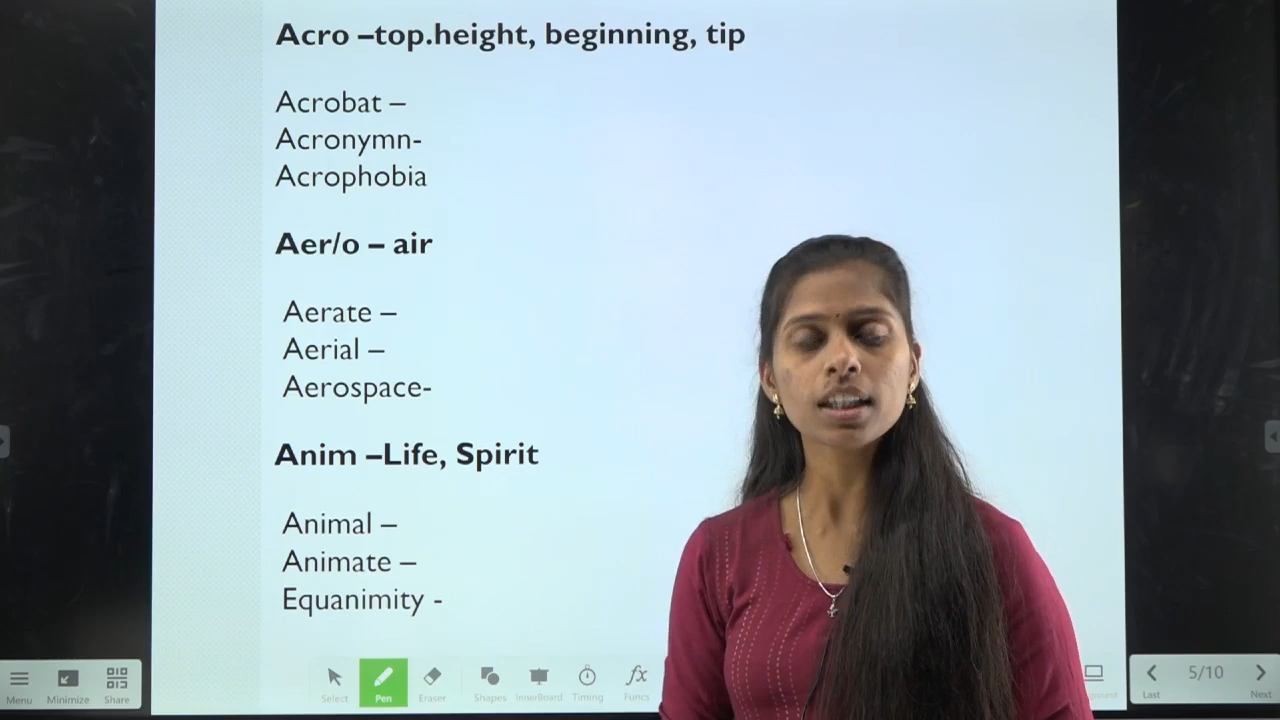 Acro –top.height, beginning, tip
Acrobat –
Acronymn-
Acrophobia
Aer/o – air
Aerate –
Aerial –
Aerospace-
Anim –Life, Spirit
Animal –
Animate –
Equanimity -
Menu Minimize Share
Select Pen Eraser Shapes InnerBoard Timing fx Funcs
5/10
Last Next